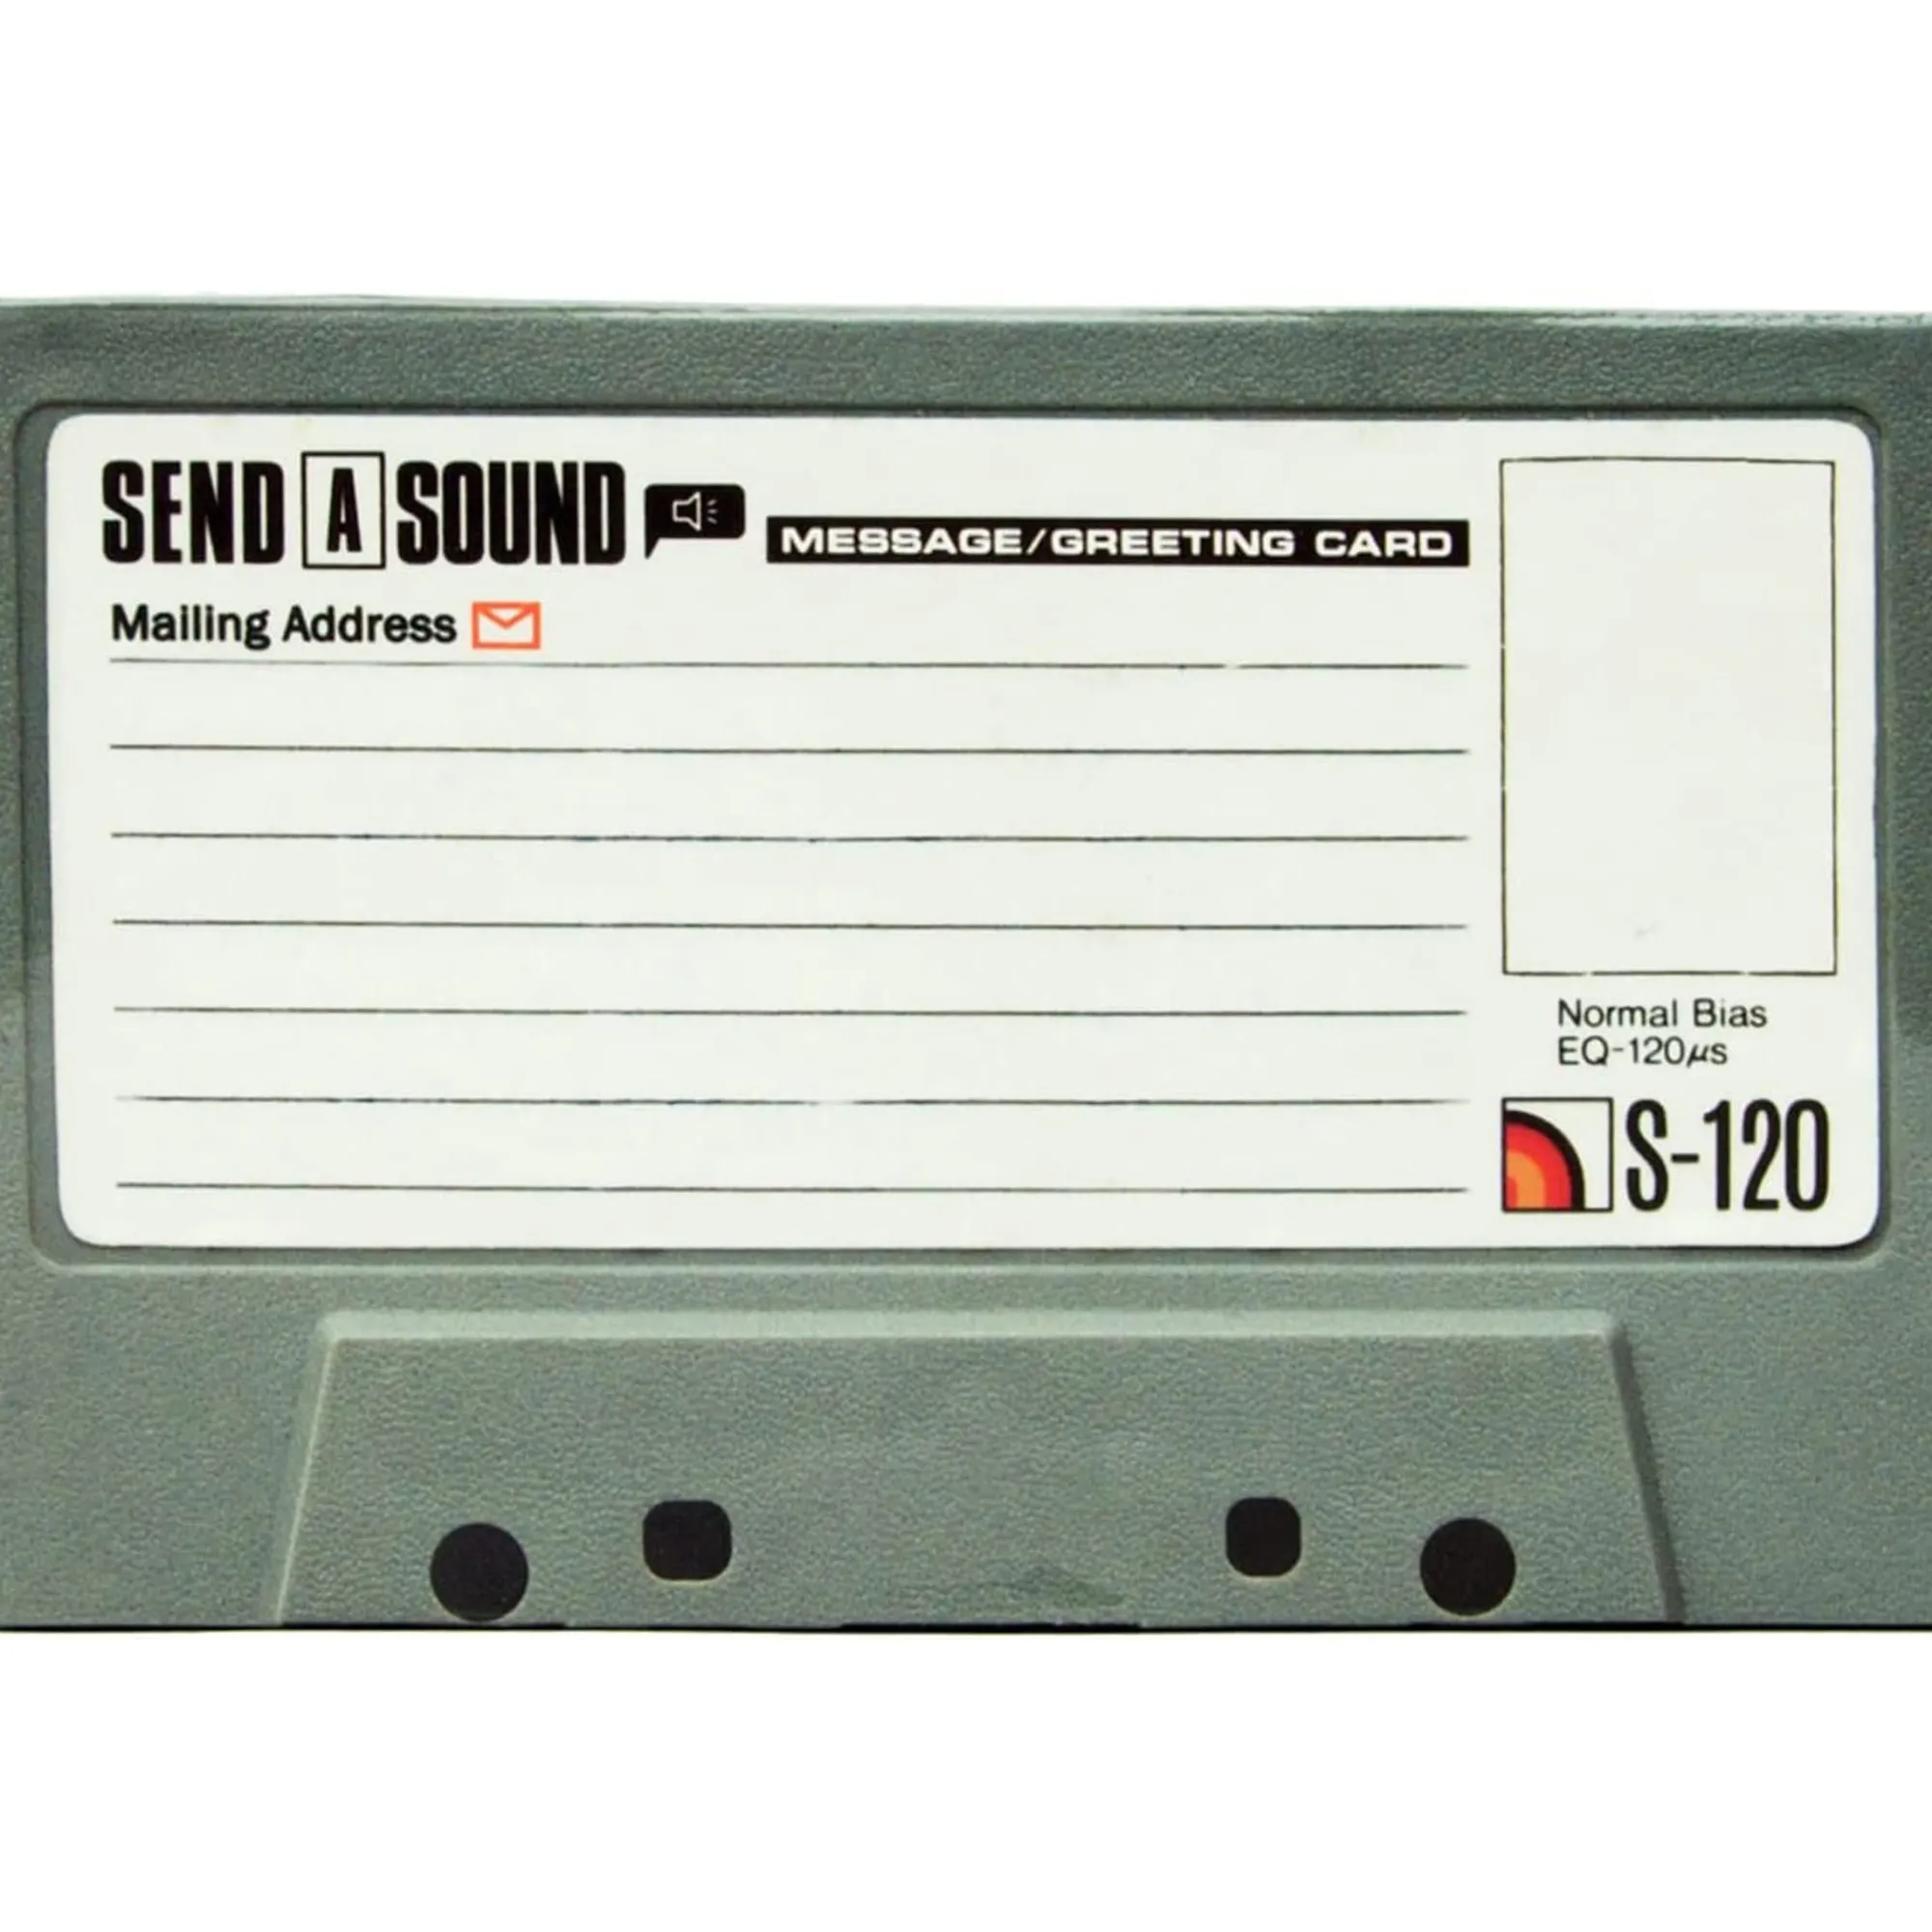 SEND A SOUND
MESSAGE/GREETING CARD
Mailing Address
Normal Bias
EQ-120µs
S-120